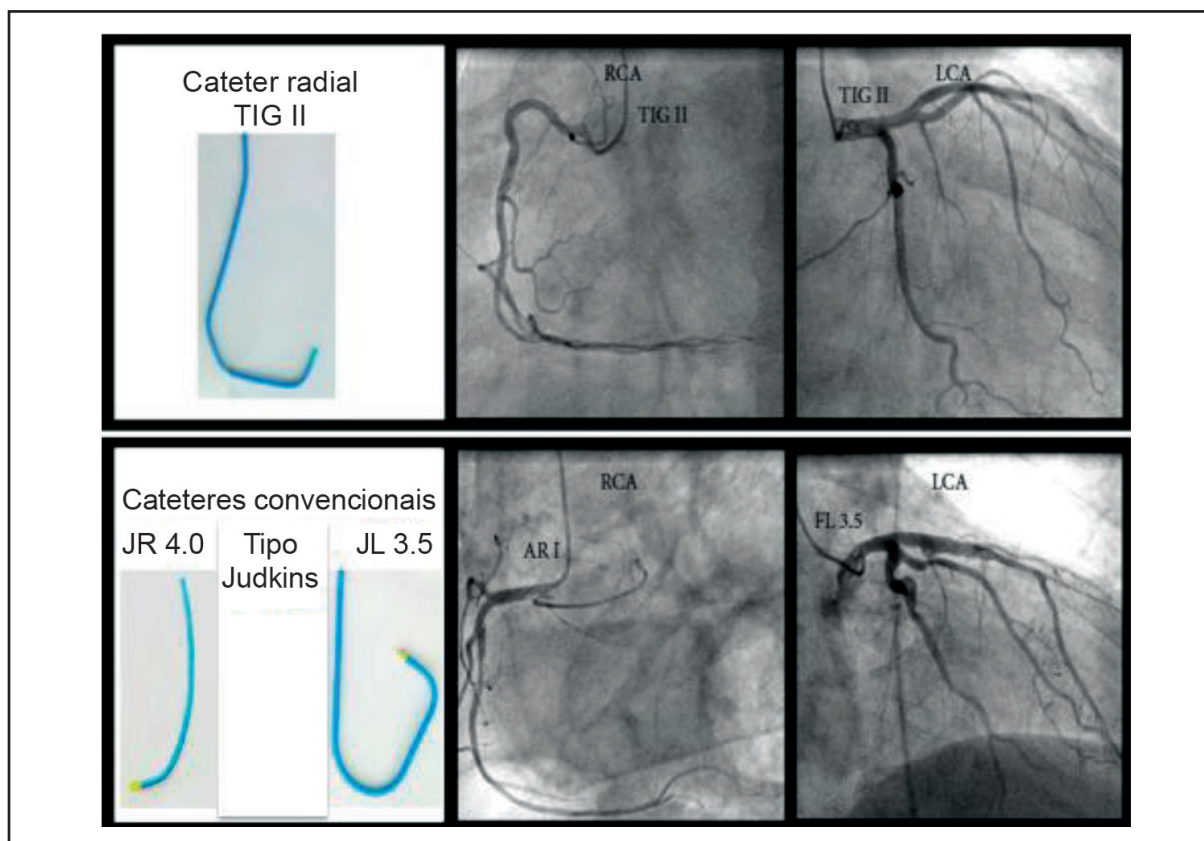 Cateter radial
TIG II
RCA
TIG II
LCA
TIG II
Cateteres convencionais
JR 4.0
Tipo
Judkins
JL 3.5
RCA
AR I
LCA
FL 3.5